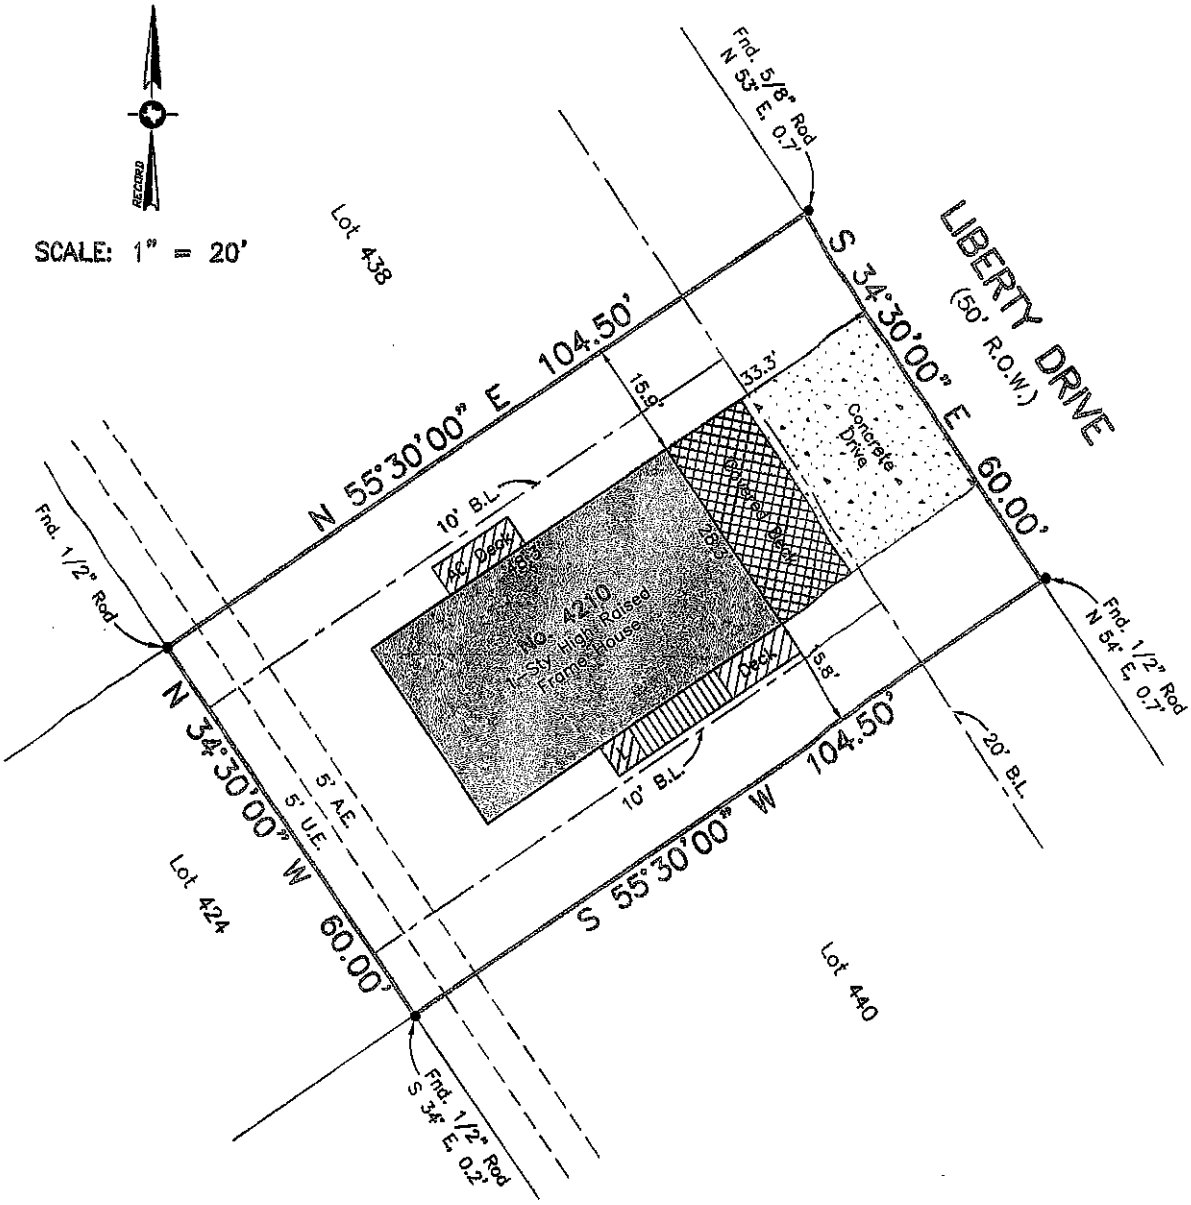 RECORD
SCALE: 1" = 20'
Fnd. 5/8" Rod
N 53° E, 0.7'
LIBERTY DRIVE
(50' R.O.W.)
Lot 438
S 34°30'00" E 60.00'
N 55°30'00" E 104.50'
33.3'
15.9'
Concrete
Drive
10' B.L.
Covered Deck
AC Deck
48.3'
28.3'
No. 4210
1-Sty High Raised
Frame House
Deck
15.8'
10' B.L.
20' B.L.
Fnd. 1/2" Rod
Fnd. 1/2" Rod
N 54° E, 0.7'
N 34°30'00" W 60.00'
5' A.E.
5' U.E.
S 55°30'00" W 104.50'
Lot 424
Lot 440
Fnd. 1/2" Rod
S 34° E, 0.2'